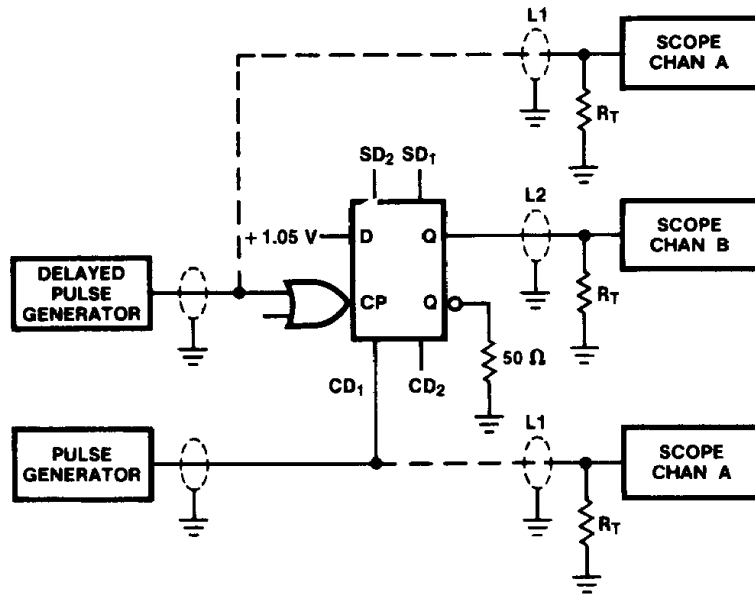 L1
SCOPE
CHAN A
RT
SD2 SD1
L2
+ 1.05 V
D
Q
SCOPE
CHAN B
DELAYED
PULSE
GENERATOR
CP
Q
RT
50 Ω
CD1
CD2
L1
PULSE
GENERATOR
SCOPE
CHAN A
RT